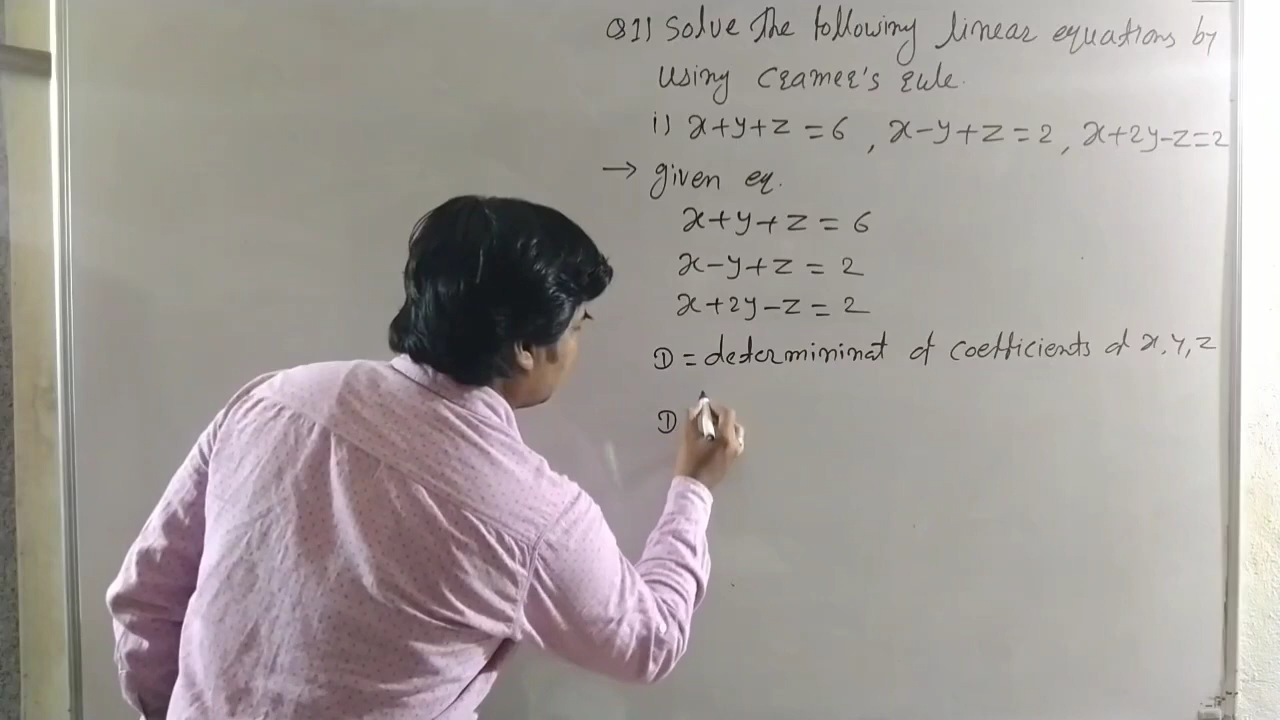 Q1) Solve the following linear equations by
using Cramer's rule.
i) x+y+z = 6 , x-y+z = 2 , x+2y-z=2
→ given eq.
x+y+z = 6
x-y+z = 2
x+2y-z = 2
D = determininat of coefficients of x, y, z
D